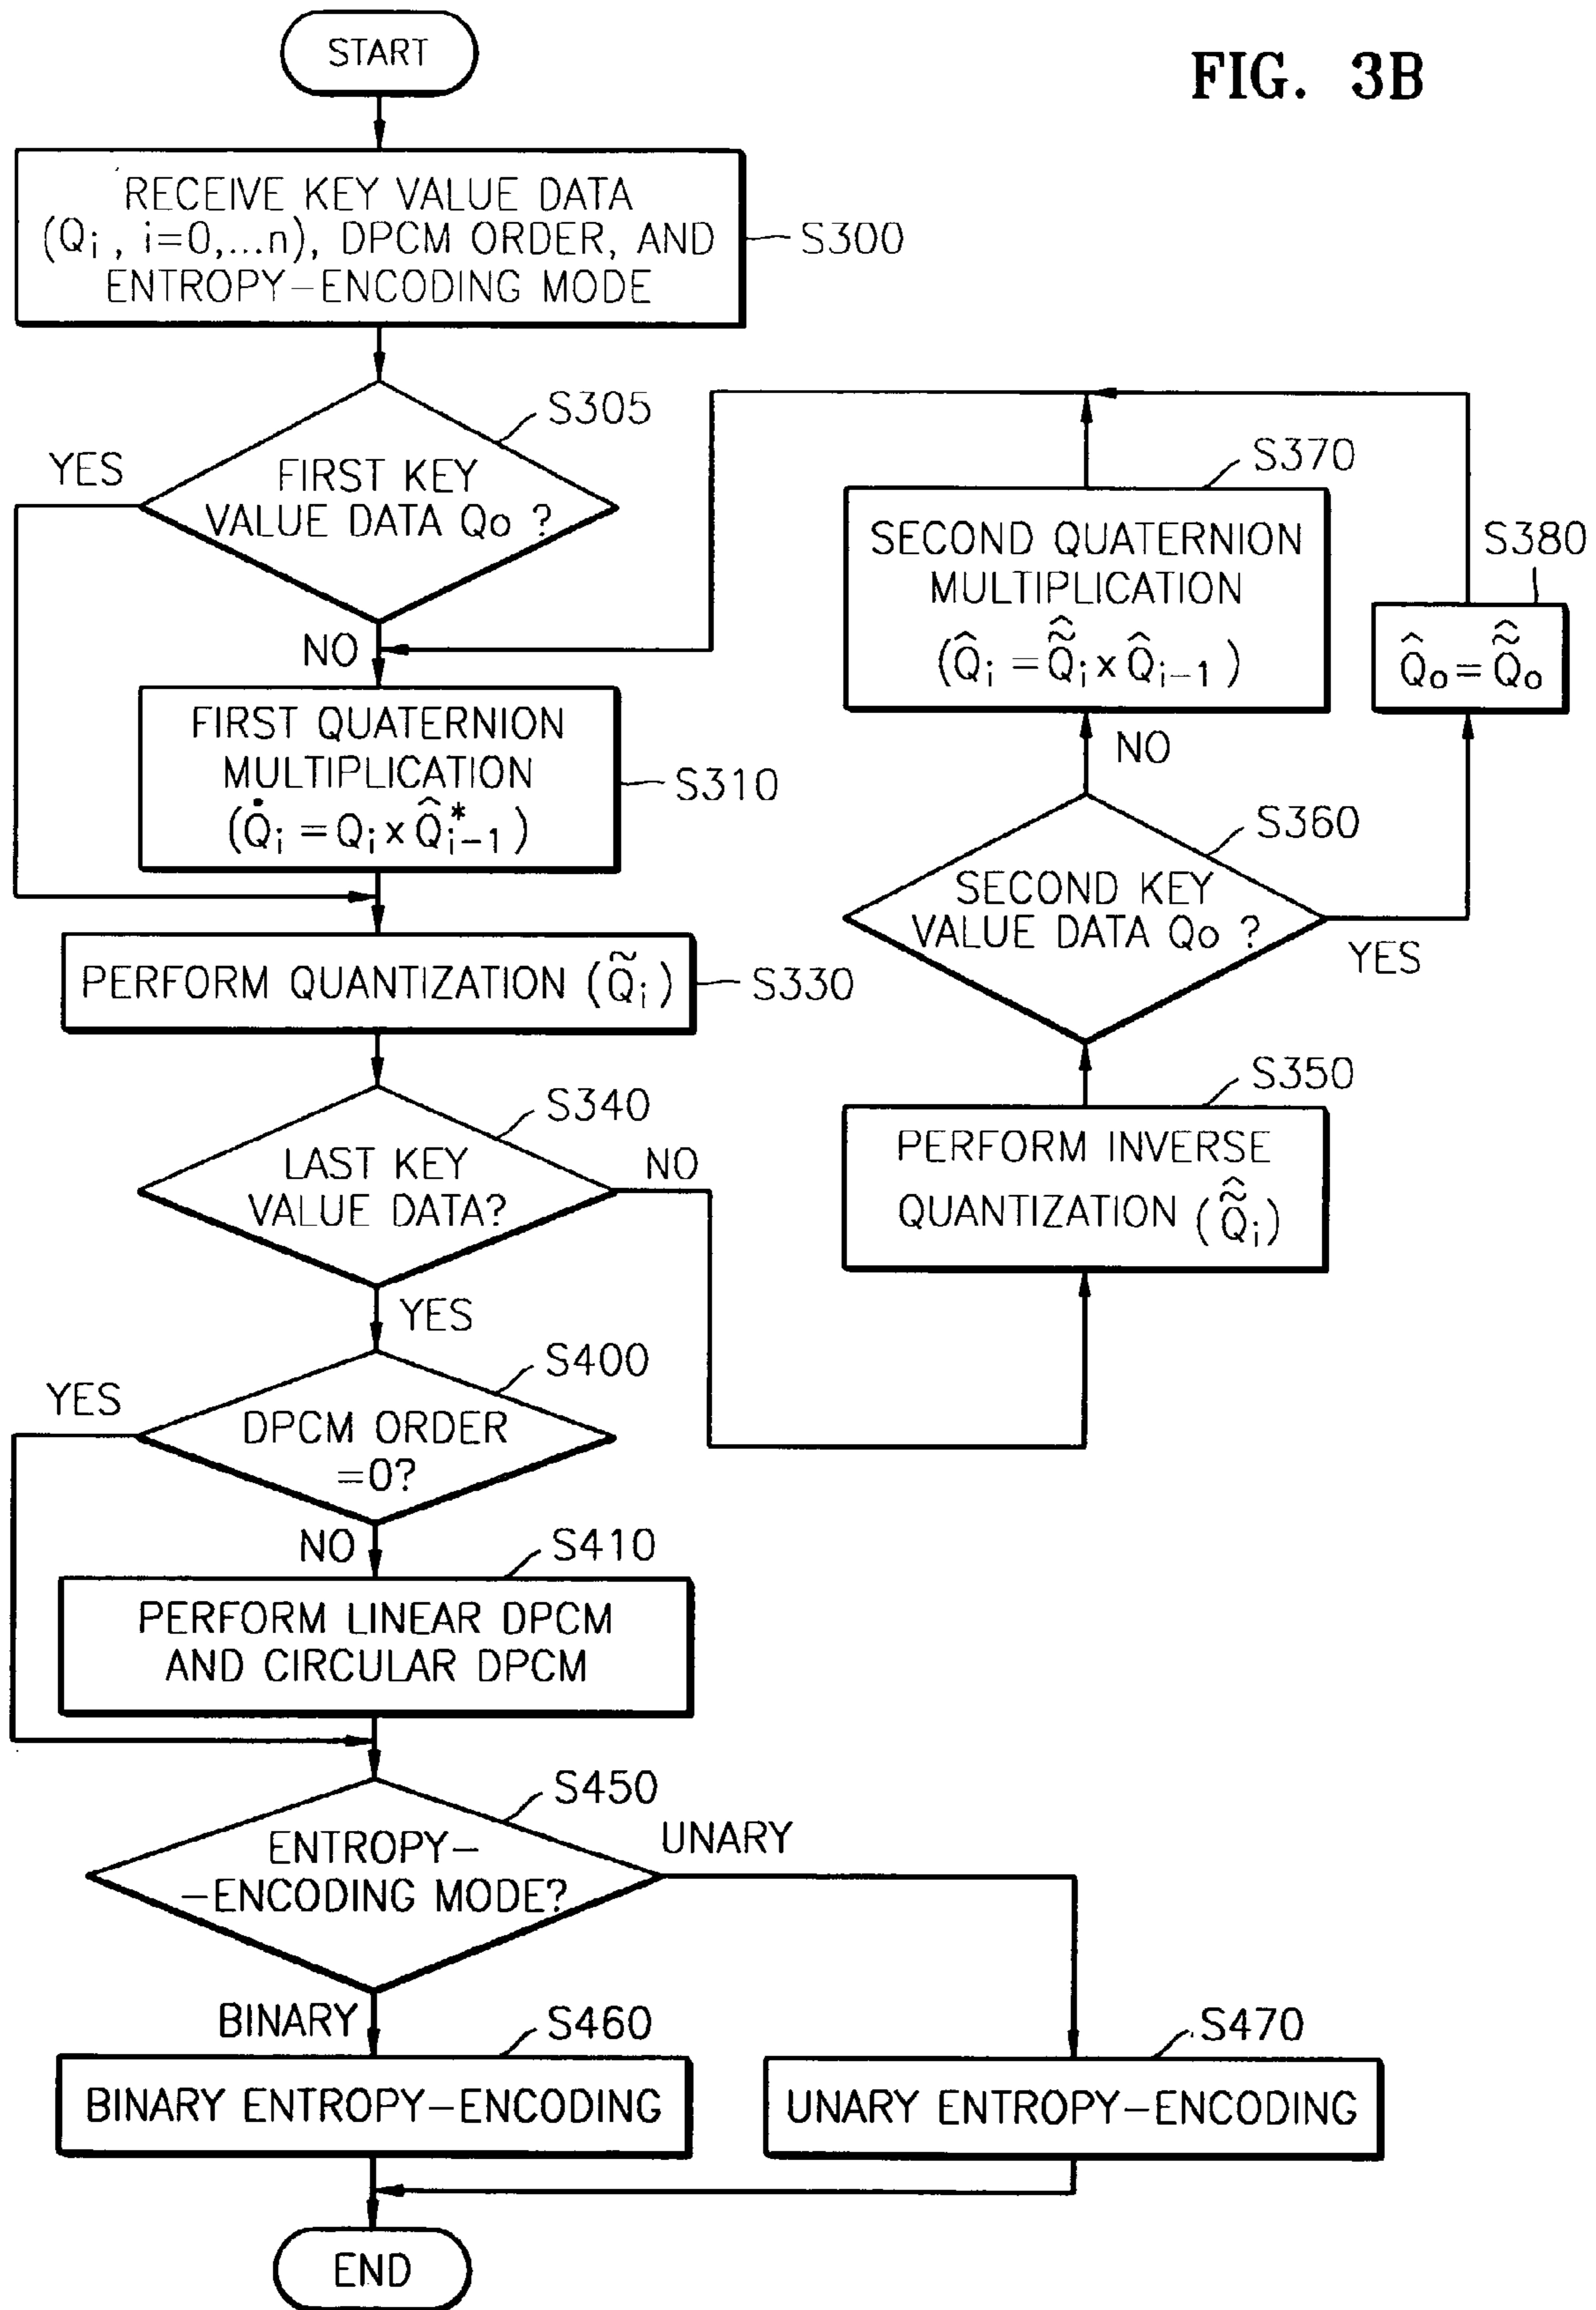 START
FIG. 3B
RECEIVE KEY VALUE DATA
(Qi , i=0,...n), DPCM ORDER, AND
ENTROPY-ENCODING MODE
S300
S305
YES
FIRST KEY
VALUE DATA Q0 ?
NO
FIRST QUATERNION
MULTIPLICATION
(Q̇i = Qi x Q̂*i-1 )
S310
PERFORM QUANTIZATION (Q̃i )
S330
S340
LAST KEY
VALUE DATA?
NO
YES
S370
SECOND QUATERNION
MULTIPLICATION
(Q̂i = Q̃̂i x Q̂i-1 )
S380
Q̂0 = Q̃̂0
NO
S360
SECOND KEY
VALUE DATA Q0 ?
YES
S350
PERFORM INVERSE
QUANTIZATION (Q̃̂i)
S400
YES
DPCM ORDER
=0?
NO
S410
PERFORM LINEAR DPCM
AND CIRCULAR DPCM
S450
ENTROPY-
-ENCODING MODE?
UNARY
BINARY
S460
BINARY ENTROPY-ENCODING
S470
UNARY ENTROPY-ENCODING
END